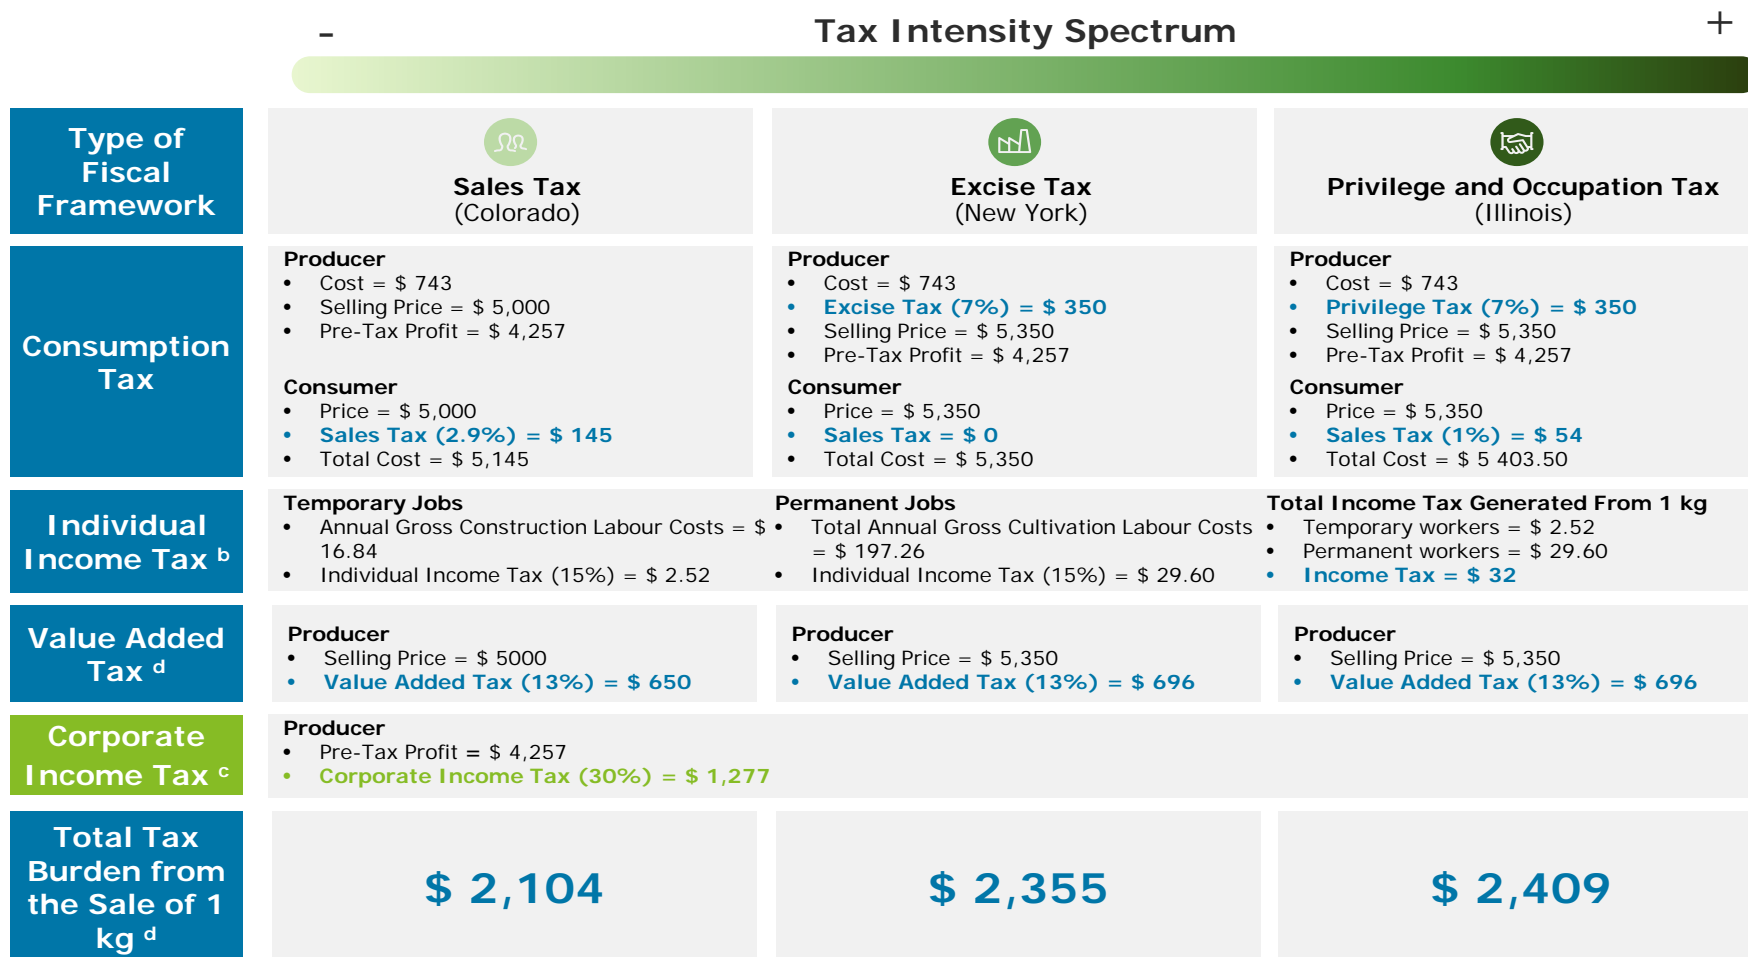 -
Tax Intensity Spectrum
+
Type of
Fiscal
Framework
Sales Tax
(Colorado)
Excise Tax
(New York)
Privilege and Occupation Tax
(Illinois)
Consumption
Tax
Producer
• Cost = $ 743
• Selling Price = $ 5,000
• Pre-Tax Profit = $ 4,257
Consumer
• Price = $ 5,000
• Sales Tax (2.9%) = $ 145
• Total Cost = $ 5,145
Producer
• Cost = $ 743
• Excise Tax (7%) = $ 350
• Selling Price = $ 5,350
• Pre-Tax Profit = $ 4,257
Consumer
• Price = $ 5,350
• Sales Tax = $ 0
• Total Cost = $ 5,350
Producer
• Cost = $ 743
• Privilege Tax (7%) = $ 350
• Selling Price = $ 5,350
• Pre-Tax Profit = $ 4,257
Consumer
• Price = $ 5,350
• Sales Tax (1%) = $ 54
• Total Cost = $ 5 403.50
Individual
Income Tax b
Temporary Jobs
• Annual Gross Construction Labour Costs = $
16.84
• Individual Income Tax (15%) = $ 2.52
Permanent Jobs
• Total Annual Gross Cultivation Labour Costs
= $ 197.26
• Individual Income Tax (15%) = $ 29.60
Total Income Tax Generated From 1 kg
• Temporary workers = $ 2.52
• Permanent workers = $ 29.60
• Income Tax = $ 32
Value Added
Tax d
Producer
• Selling Price = $ 5000
• Value Added Tax (13%) = $ 650
Producer
• Selling Price = $ 5,350
• Value Added Tax (13%) = $ 696
Producer
• Selling Price = $ 5,350
• Value Added Tax (13%) = $ 696
Corporate
Income Tax c
Producer
• Pre-Tax Profit = $ 4,257
• Corporate Income Tax (30%) = $ 1,277
Total Tax
Burden from
the Sale of 1
kg d
$ 2,104
$ 2,355
$ 2,409